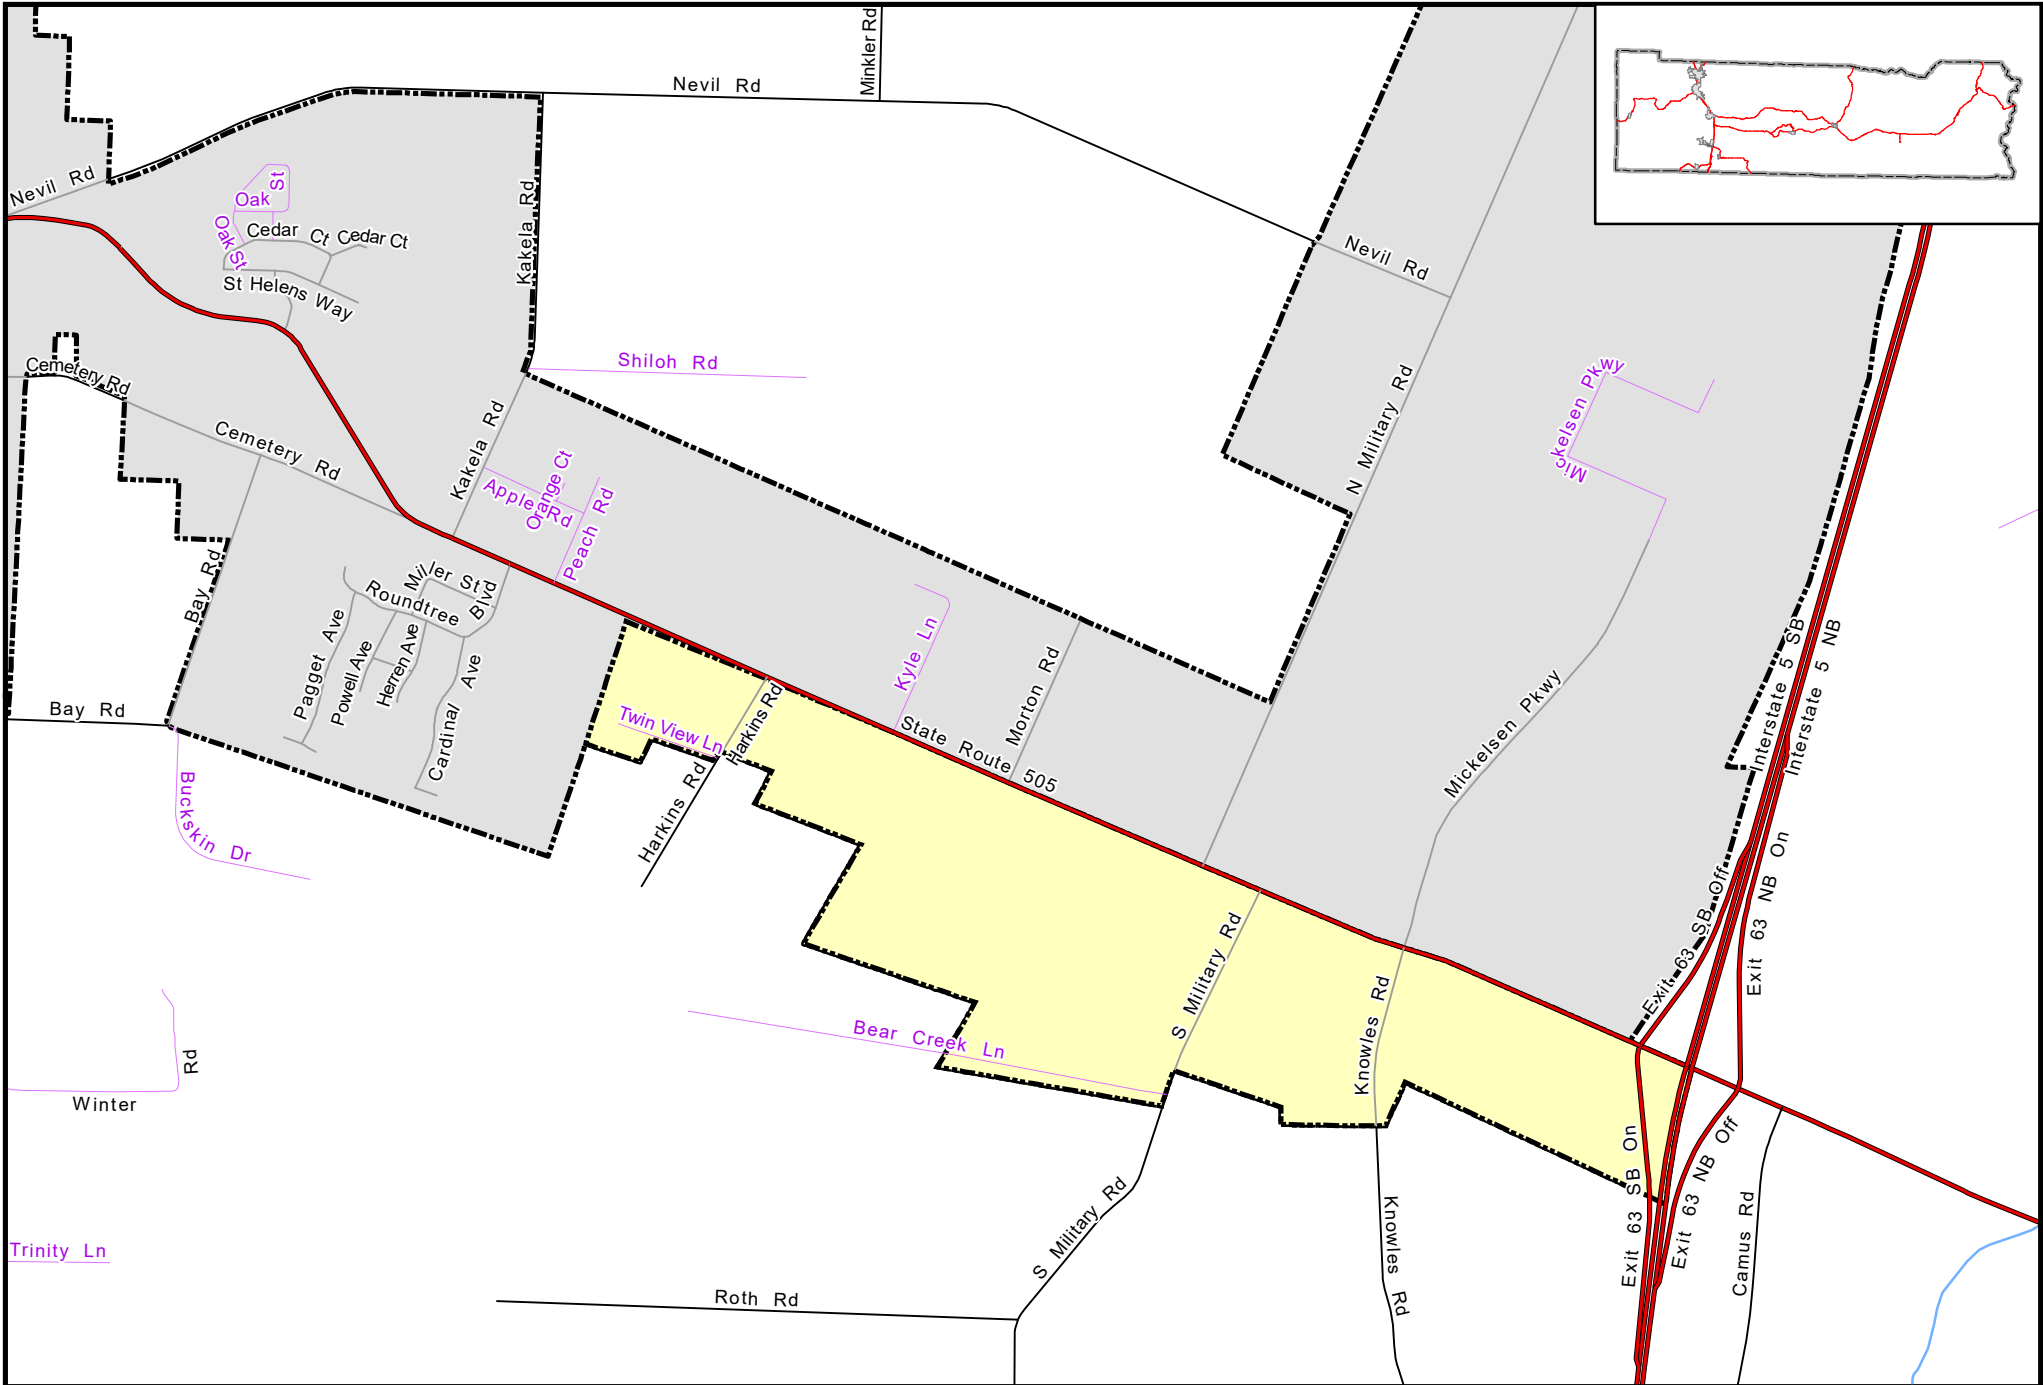 Minkler Rd
Nevil Rd
Nevil Rd
Oak St
Oak St
Cedar Ct
Cedar Ct
St Helens Way
Kakela Rd
Nevil Rd
Shiloh Rd
Cemetery Rd
Cemetery Rd
Kakela Rd
N Military Rd
Mickelsen Pkwy
Orange Ct
Apple Rd
Peach Rd
Bay Rd
Miller St
Roundtree Blvd
Pagget Ave
Powell Ave
Herren Ave
Cardinal Ave
Bay Rd
Buckskin Dr
Twin View Ln
Harkins Rd
Harkins Rd
Kyle Ln
Morton Rd
State Route 505
Mickelsen Pkwy
Interstate 5 SB
Interstate 5 NB
Exit 63 SB Off
Exit 63 NB On
S Military Rd
Knowles Rd
Bear Creek Ln
Winter Rd
Exit 63 SB On
Exit 63 NB Off
Camus Rd
S Military Rd
Knowles Rd
Trinity Ln
Roth Rd